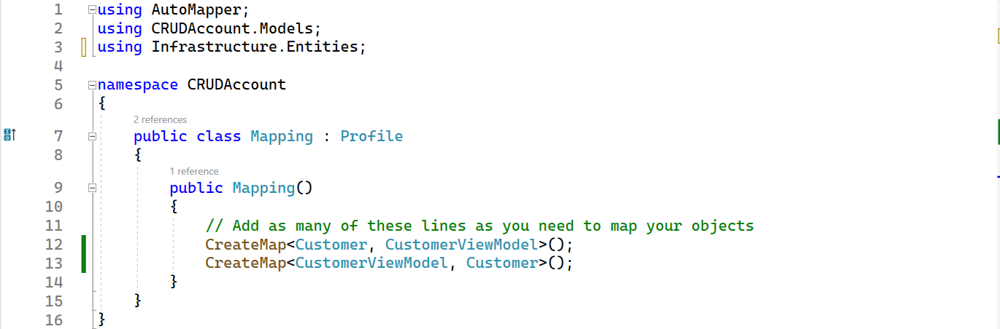 1 using AutoMapper;
2 using CRUDAccount.Models;
3 using Infrastructure.Entities;
4
5 namespace CRUDAccount
6 {
2 references
7 public class Mapping : Profile
8 {
1 reference
9 public Mapping()
10 {
11 // Add as many of these lines as you need to map your objects
12 CreateMap<Customer, CustomerViewModel>();
13 CreateMap<CustomerViewModel, Customer>();
14 }
15 }
16 }